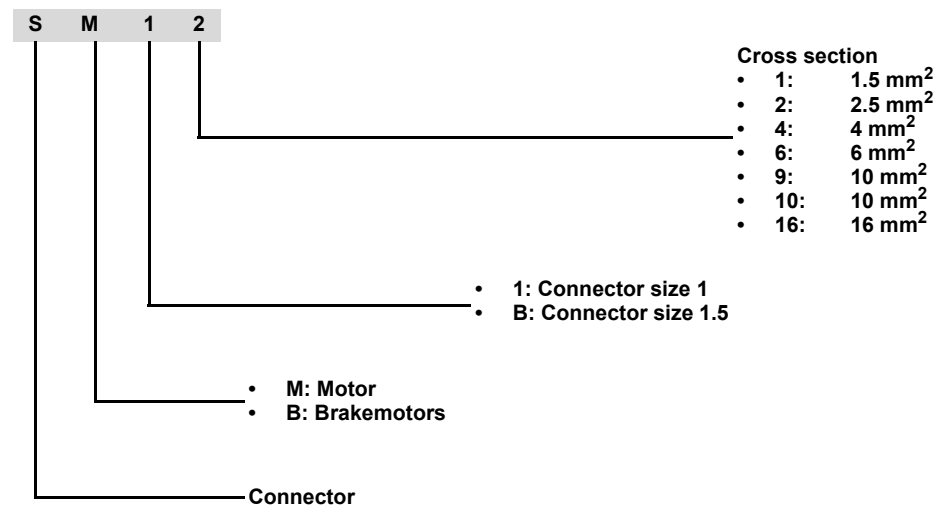 S M 1 2
Cross section
• 1: 1.5 mm²
• 2: 2.5 mm²
• 4: 4 mm²
• 6: 6 mm²
• 9: 10 mm²
• 10: 10 mm²
• 16: 16 mm²
• 1: Connector size 1
• B: Connector size 1.5
• M: Motor
• B: Brakemotors
Connector